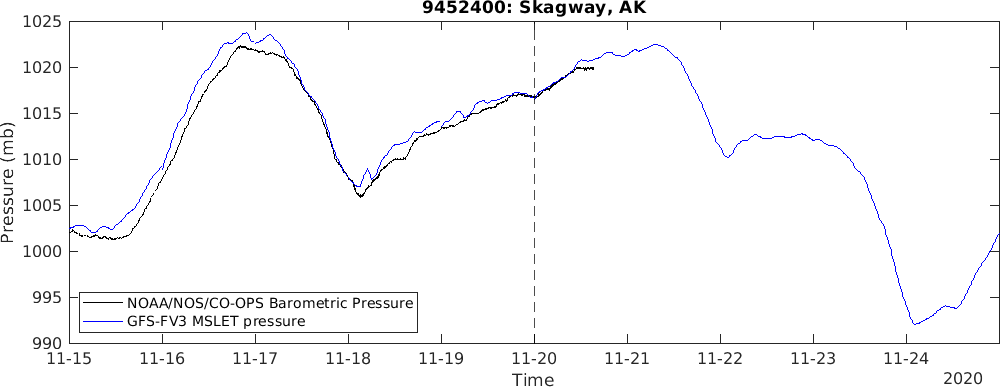 9452400: Skagway, AK
1025
1020
1015
1010
1005
1000
995
990
Pressure (mb)
NOAA/NOS/CO-OPS Barometric Pressure
GFS-FV3 MSLET pressure
11-15 11-16 11-17 11-18 11-19 11-20 11-21 11-22 11-23 11-24
Time
2020